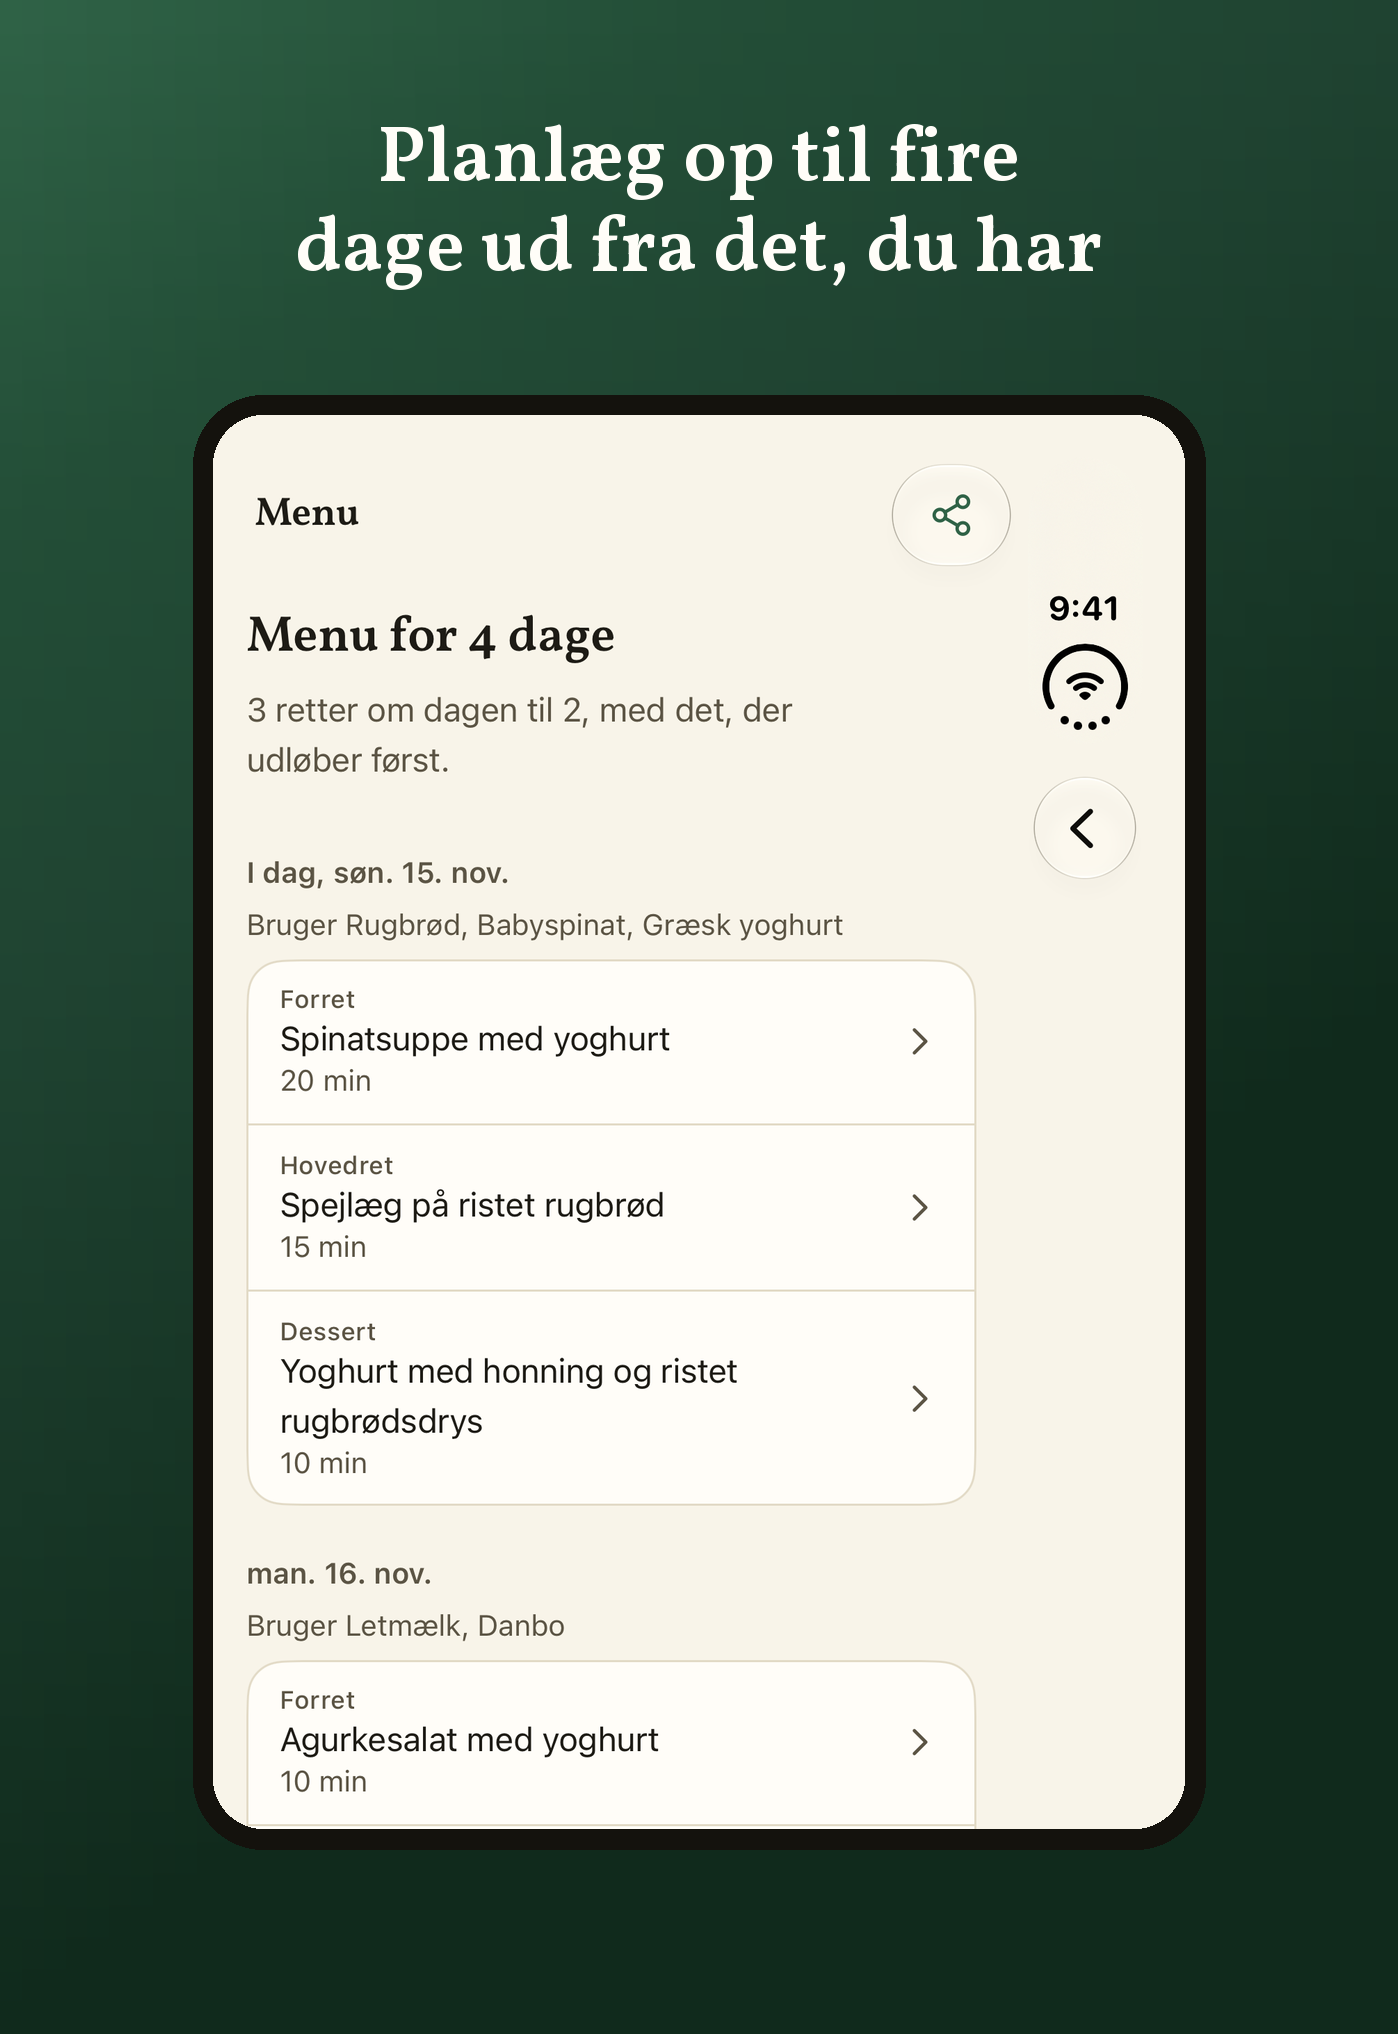 Planlæg op til fire
dage ud fra det, du har
Menu
9:41
Menu for 4 dage
3 retter om dagen til 2, med det, der
udløber først.
I dag, søn. 15. nov.
Bruger Rugbrød, Babyspinat, Græsk yoghurt
Forret
Spinatsuppe med yoghurt
20 min
Hovedret
Spejlæg på ristet rugbrød
15 min
Dessert
Yoghurt med honning og ristet
rugbrødsdrys
10 min
man. 16. nov.
Bruger Letmælk, Danbo
Forret
Agurkesalat med yoghurt
10 min